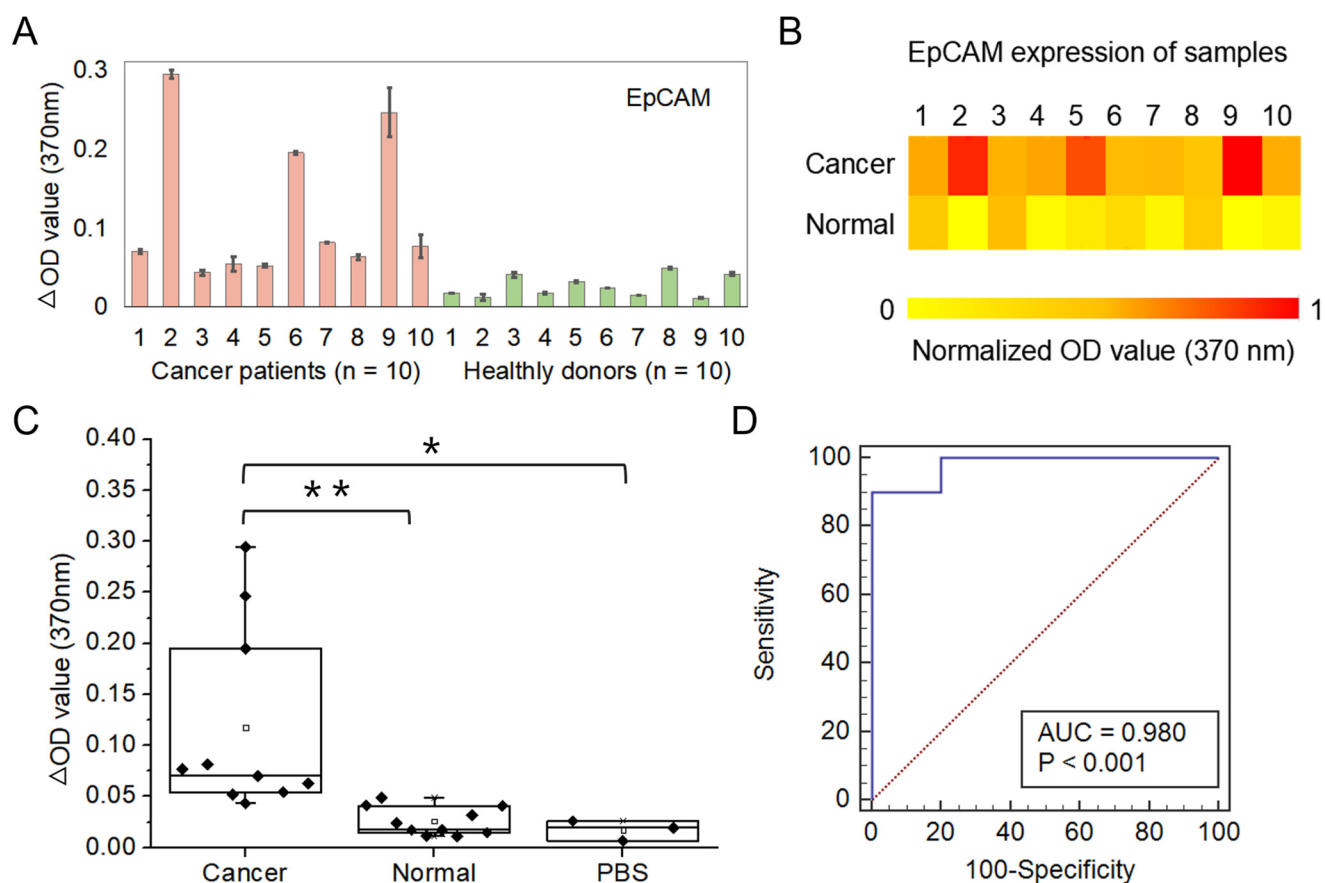 A
△OD value (370nm)
0.3
0.2
0.1
0
EpCAM
1 2 3 4 5 6 7 8 9 10 1 2 3 4 5 6 7 8 9 10
Cancer patients (n = 10) Healthly donors (n = 10)
B
EpCAM expression of samples
1 2 3 4 5 6 7 8 9 10
Cancer
Normal
0 1
Normalized OD value (370 nm)
C
△OD value (370nm)
0.40
0.35
0.30
0.25
0.20
0.15
0.10
0.05
0.00
*
**
Cancer Normal PBS
D
Sensitivity
100
80
60
40
20
0
AUC = 0.980
P < 0.001
0 20 40 60 80 100
100-Specificity